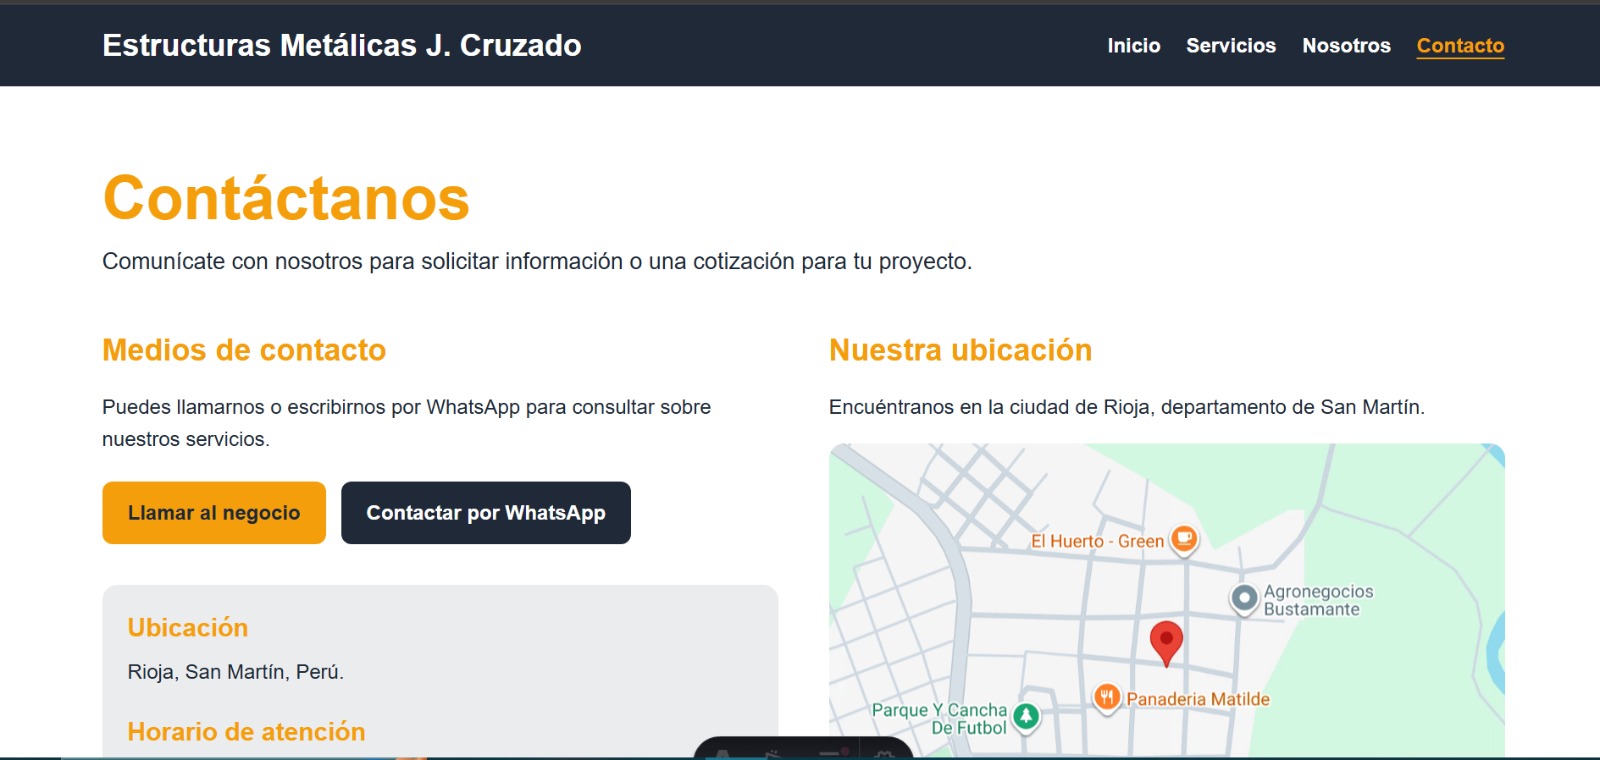 Estructuras Metálicas J. Cruzado
Inicio Servicios Nosotros Contacto
Contáctanos
Comunícate con nosotros para solicitar información o una cotización para tu proyecto.
Medios de contacto
Puedes llamarnos o escribirnos por WhatsApp para consultar sobre
nuestros servicios.
Llamar al negocio
Contactar por WhatsApp
Ubicación
Rioja, San Martín, Perú.
Horario de atención
Nuestra ubicación
Encuéntranos en la ciudad de Rioja, departamento de San Martín.
El Huerto - Green
Agronegocios
Bustamante
Panaderia Matilde
Parque Y Cancha
De Futbol